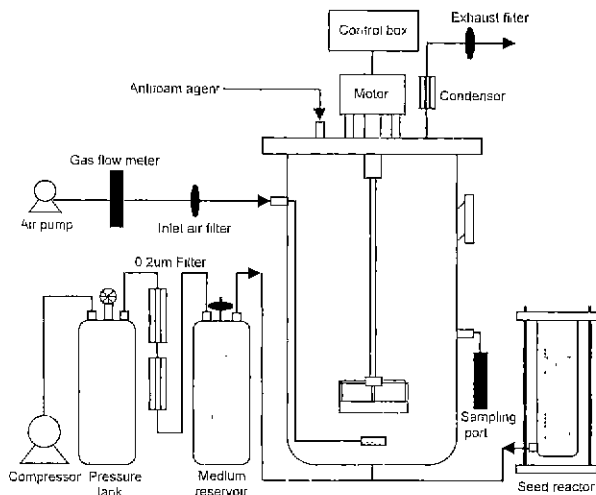 Exhaust filter
Control box
Antifoam agent
Motor
Condensor
Gas flow meter
Air pump
Inlet air filter
0.2um Filter
Sampling
port
Compressor
Pressure
tank
Medium
reservoir
Seed reactor